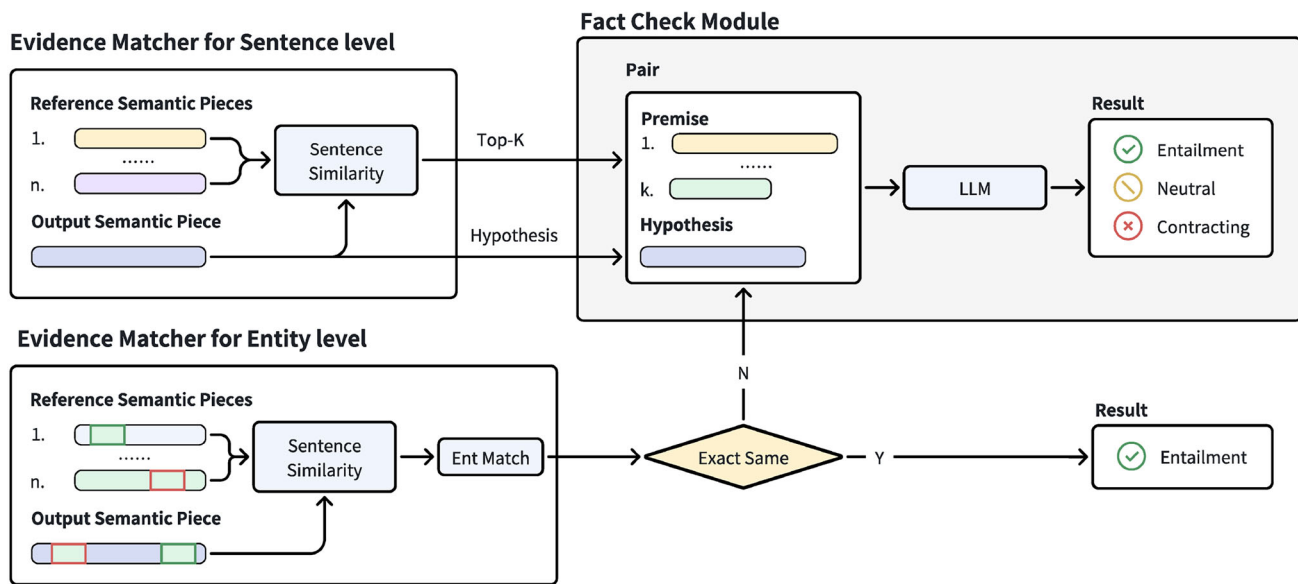 Fact Check Module
Evidence Matcher for Sentence level
Pair
Reference Semantic Pieces
1.
......
n.
Sentence
Similarity
Output Semantic Piece
Top-K
Hypothesis
Premise
1.
......
k.
Hypothesis
LLM
Result
Entailment
Neutral
Contracting
Evidence Matcher for Entity level
Reference Semantic Pieces
1.
......
n.
Sentence
Similarity
Ent Match
Output Semantic Piece
N
Exact Same
Y
Result
Entailment